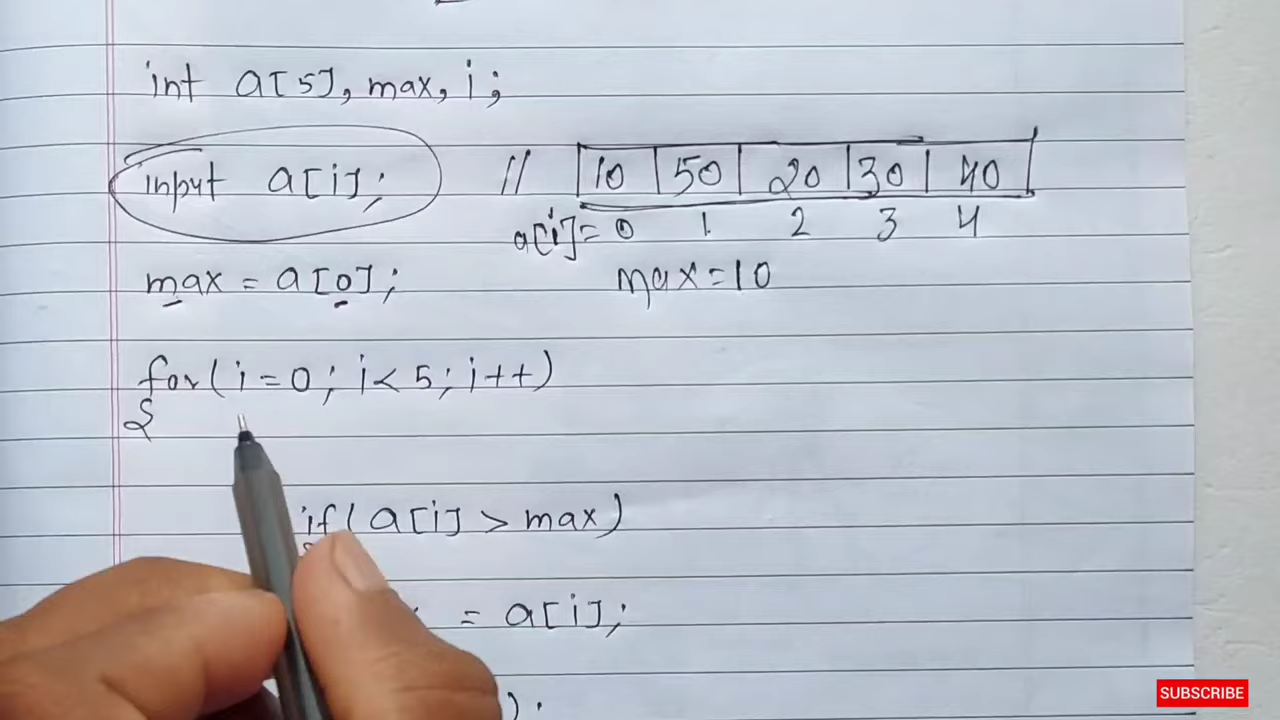 int a[5], max, i;
input a[i]; // 10 50 20 30 40
a[i]= 0 1 2 3 4
max = a[0]; max=10
for(i=0; i<5; i++)
{
if(a[i] > max)
= a[i];
);
SUBSCRIBE